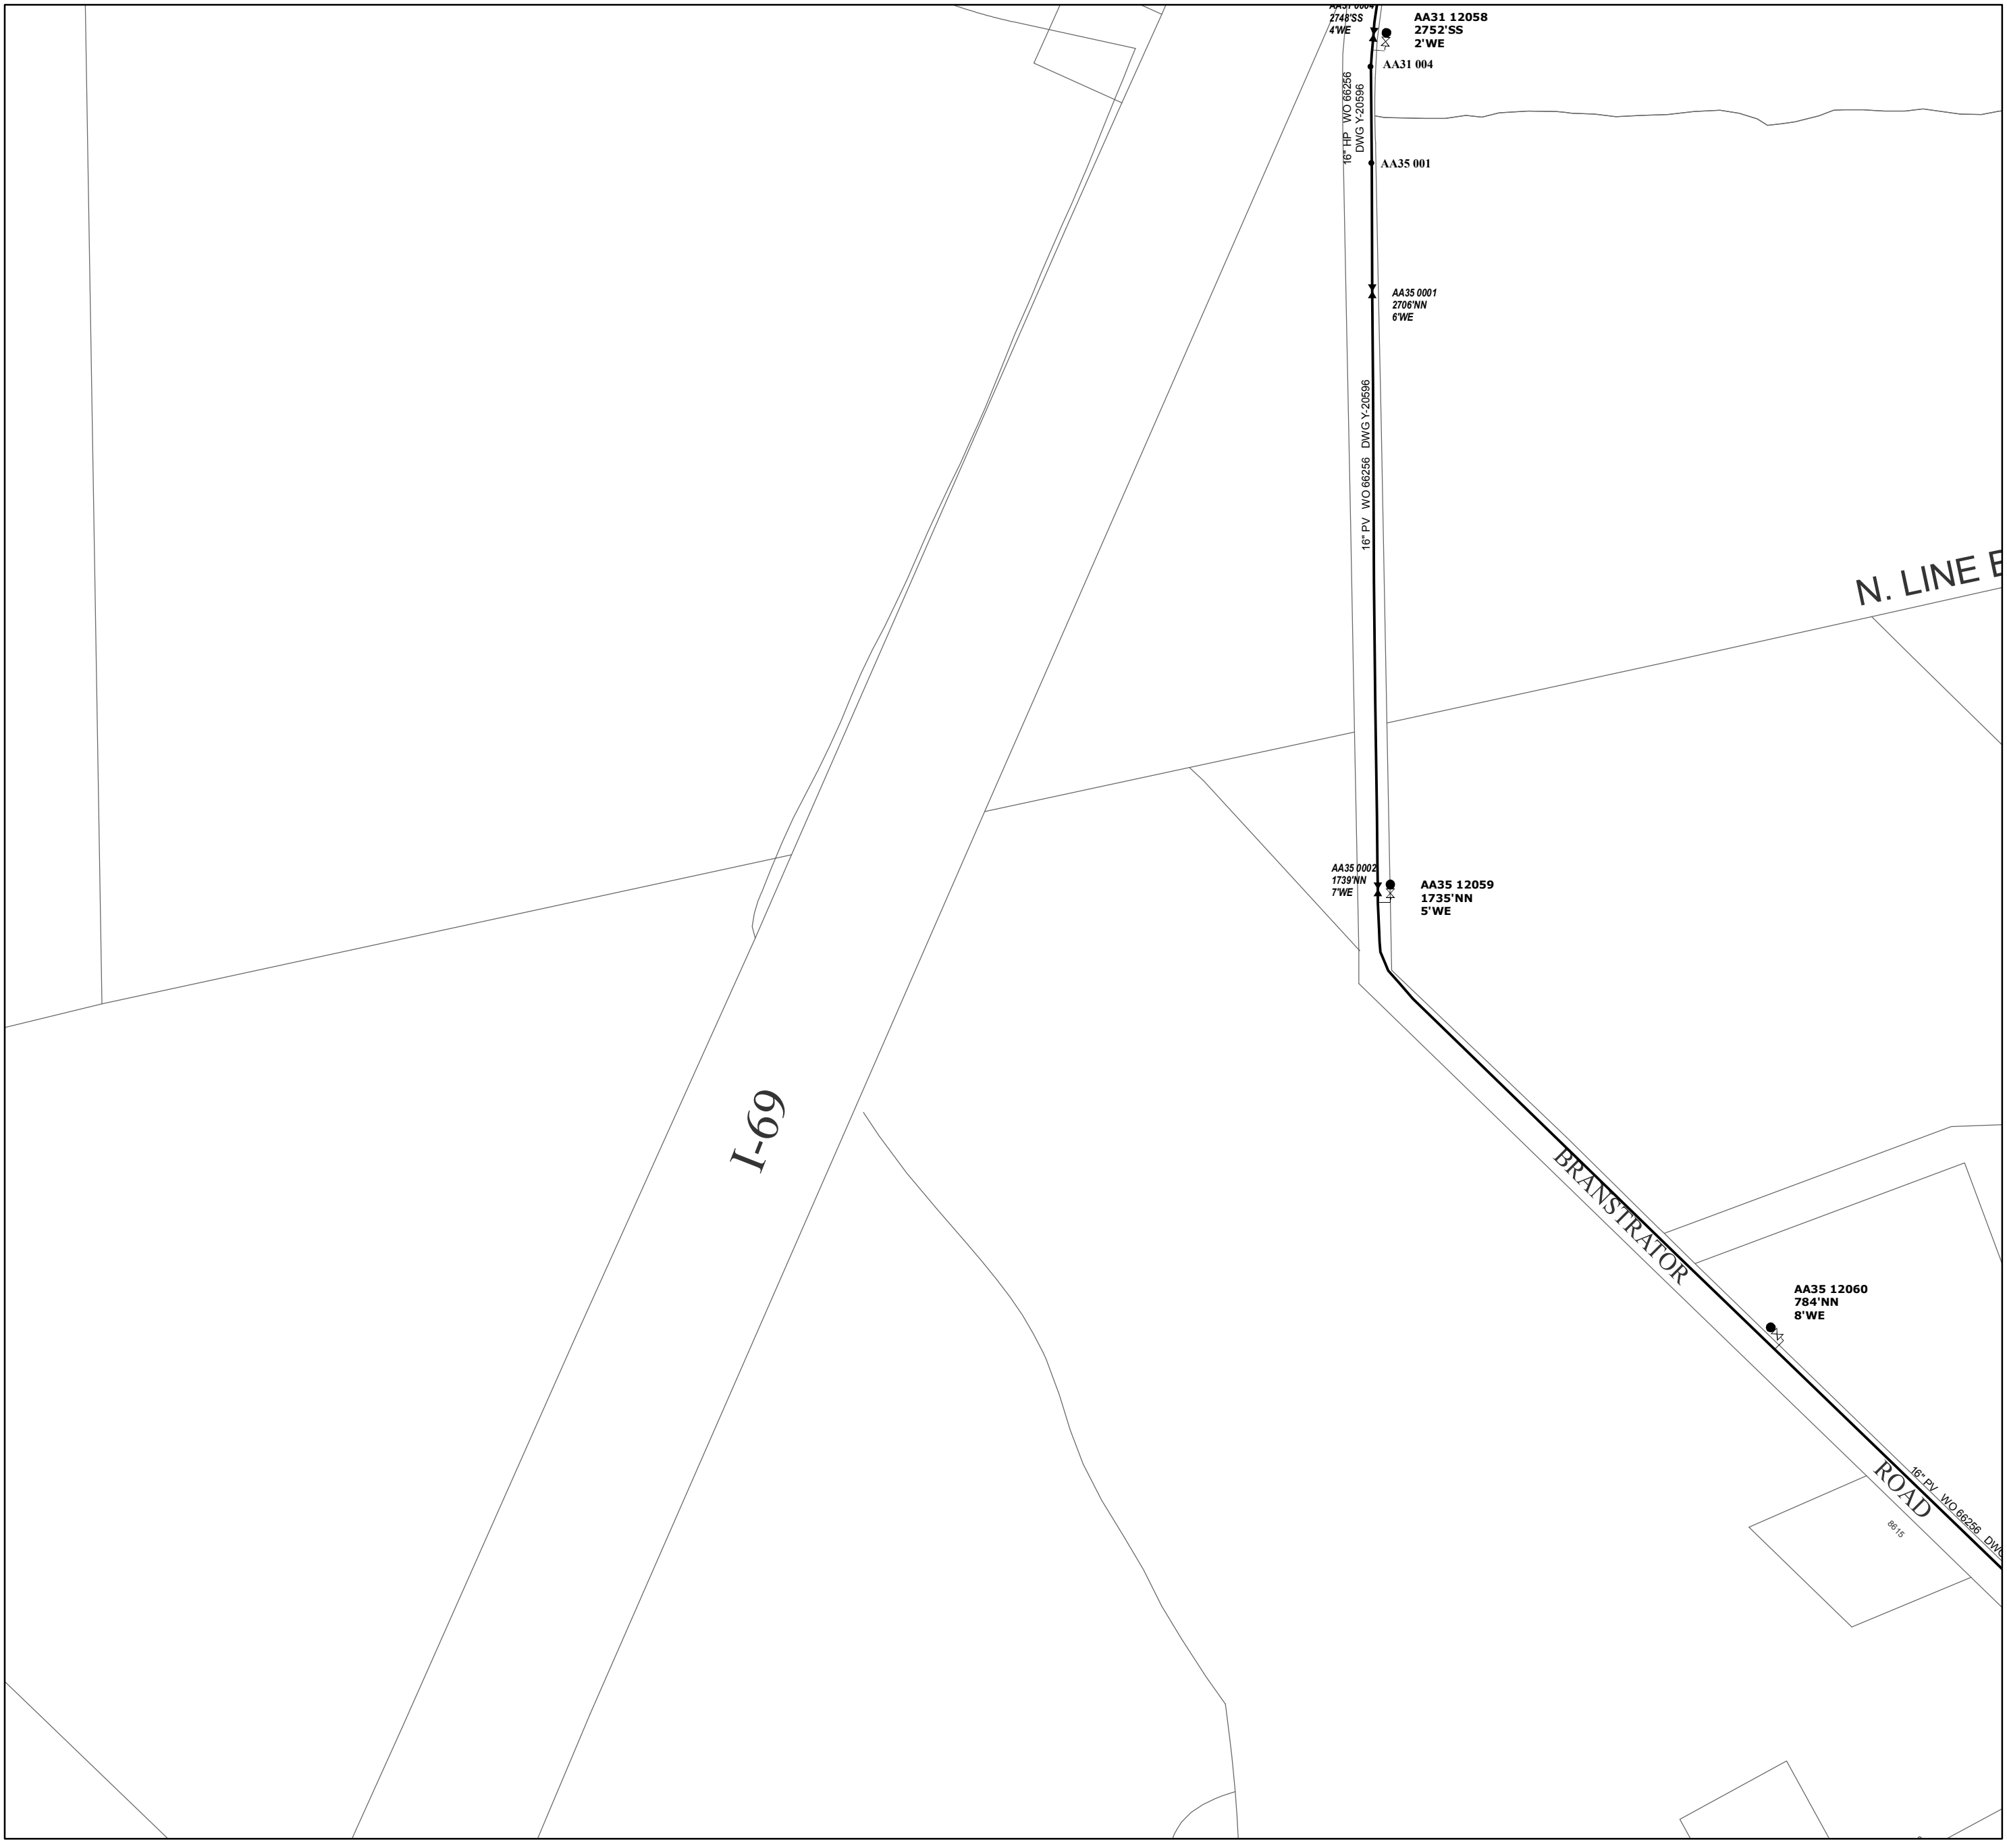 2748'SS
4'WE
AA31 12058
2752'SS
2'WE
AA31 004
16" HP WO 66256
DWG Y-20596
AA35 001
AA35 0001
2706'NN
6'WE
16" PV WO 66256 DWG Y-20596
N. LINE
AA35 0002
1739'NN
7'WE
AA35 12059
1735'NN
5'WE
I-69
BRANSTRATOR
AA35 12060
784'NN
8'WE
ROAD
16" PV WO 66256 DWG
8615